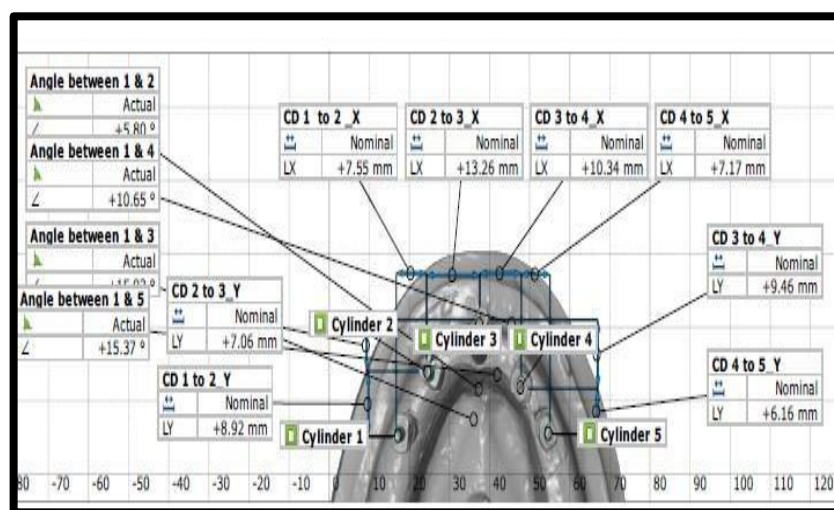 Angle between 1 & 2
Actual
∠ +5.80 °
Angle between 1 & 4
Actual
∠ +10.65 °
Angle between 1 & 3
Actual
Angle between 1 & 5
Actual
∠ +15.37 °
CD 1 to 2 _X
Nominal
LX +7.55 mm
CD 2 to 3_X
Nominal
LX +13.26 mm
CD 3 to 4_X
Nominal
LX +10.34 mm
CD 4 to 5_X
Nominal
LX +7.17 mm
CD 3 to 4_Y
Nominal
LY +9.46 mm
CD 2 to 3_Y
Nominal
LY +7.06 mm
CD 1 to 2_Y
Nominal
LY +8.92 mm
CD 4 to 5_Y
Nominal
LY +6.16 mm
Cylinder 2
Cylinder 3
Cylinder 4
Cylinder 1
Cylinder 5
80 -70 -60 -50 -40 -30 -20 -10 0 10 20 30 40 50 60 70 80 90 100 110 120